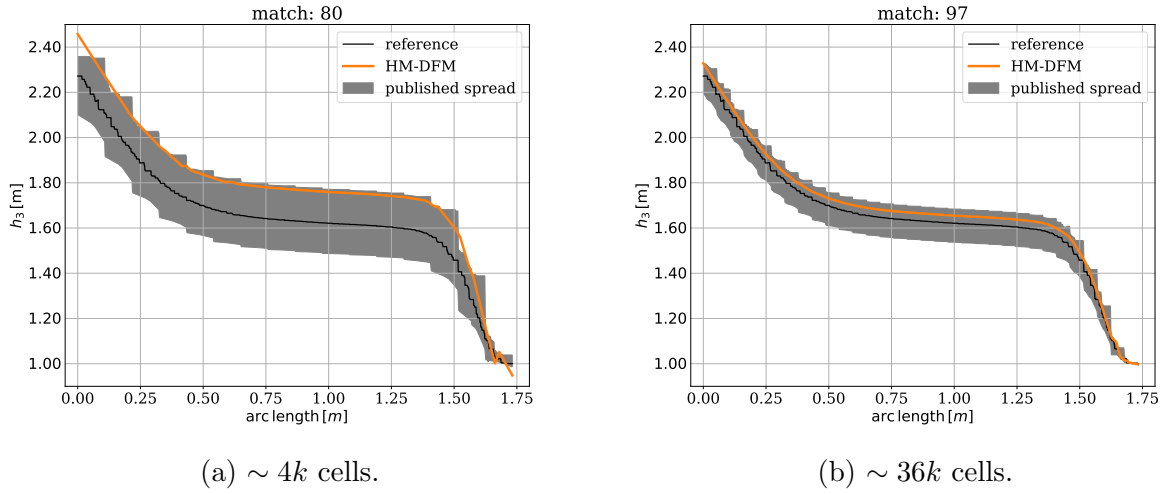 match: 80
2.40
2.20
2.00
1.80
1.60
1.40
1.20
1.00
h₃ [m]
reference
HM-DFM
published spread
0.00 0.25 0.50 0.75 1.00 1.25 1.50 1.75
arc length [m]
(a) ∼ 4k cells.
match: 97
2.40
2.20
2.00
1.80
1.60
1.40
1.20
1.00
h₃ [m]
reference
HM-DFM
published spread
0.00 0.25 0.50 0.75 1.00 1.25 1.50 1.75
arc length [m]
(b) ∼ 36k cells.